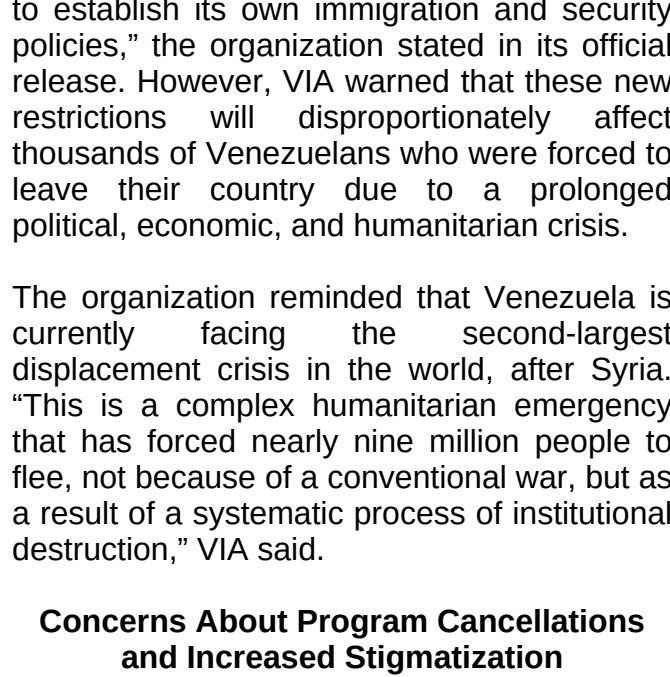 to establish its own immigration and security
policies,” the organization stated in its official
release. However, VIA warned that these new
restrictions will disproportionately affect
thousands of Venezuelans who were forced to
leave their country due to a prolonged
political, economic, and humanitarian crisis.
The organization reminded that Venezuela is
currently facing the second-largest
displacement crisis in the world, after Syria.
“This is a complex humanitarian emergency
that has forced nearly nine million people to
flee, not because of a conventional war, but as
a result of a systematic process of institutional
destruction,” VIA said.
Concerns About Program Cancellations
and Increased Stigmatization